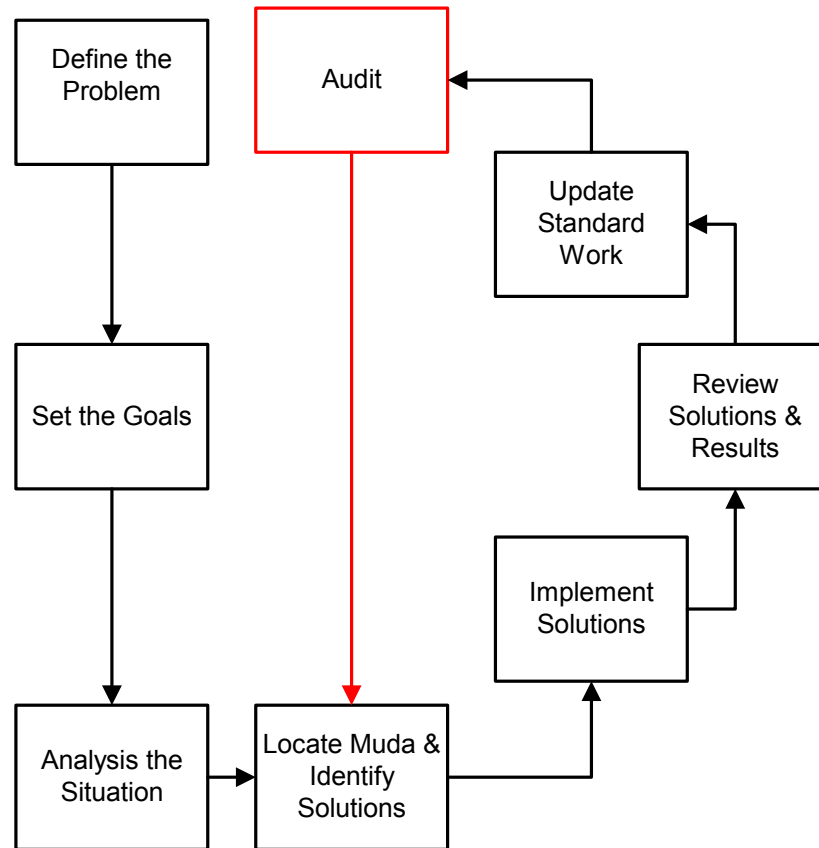 Define the
Problem
Audit
Update
Standard
Work
Set the Goals
Review
Solutions &
Results
Implement
Solutions
Analysis the
Situation
Locate Muda &
Identify
Solutions